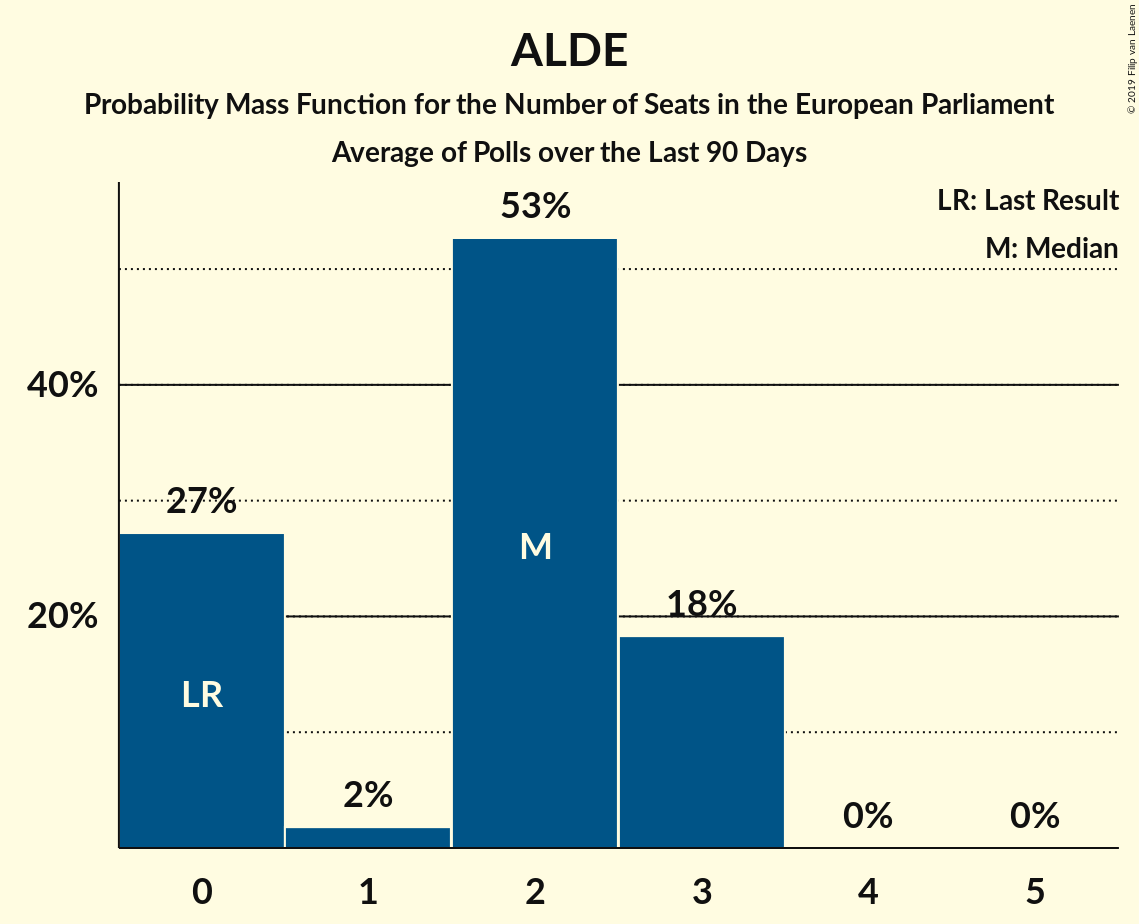 ALDE
Probability Mass Function for the Number of Seats in the European Parliament
Average of Polls over the Last 90 Days
© 2019 Filip van Laenen
LR: Last Result
M: Median
53%
40%
27%
M
20%
18%
LR
2%
0%
0%
0 1 2 3 4 5